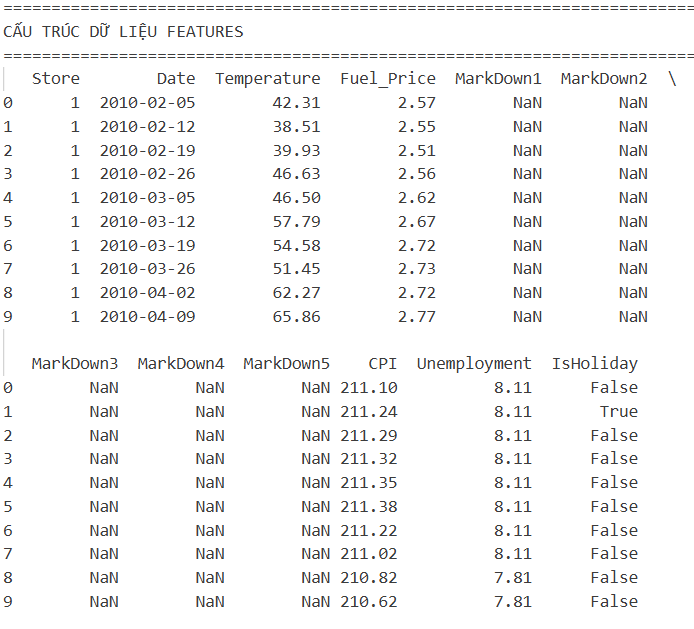 ========================================================================
CẤU TRÚC DỮ LIỆU FEATURES
========================================================================
   Store        Date  Temperature  Fuel_Price  MarkDown1  MarkDown2  \
0      1  2010-02-05        42.31        2.57        NaN        NaN
1      1  2010-02-12        38.51        2.55        NaN        NaN
2      1  2010-02-19        39.93        2.51        NaN        NaN
3      1  2010-02-26        46.63        2.56        NaN        NaN
4      1  2010-03-05        46.50        2.62        NaN        NaN
5      1  2010-03-12        57.79        2.67        NaN        NaN
6      1  2010-03-19        54.58        2.72        NaN        NaN
7      1  2010-03-26        51.45        2.73        NaN        NaN
8      1  2010-04-02        62.27        2.72        NaN        NaN
9      1  2010-04-09        65.86        2.77        NaN        NaN
   MarkDown3  MarkDown4  MarkDown5    CPI  Unemployment  IsHoliday
0        NaN        NaN        NaN 211.10          8.11      False
1        NaN        NaN        NaN 211.24          8.11       True
2        NaN        NaN        NaN 211.29          8.11      False
3        NaN        NaN        NaN 211.32          8.11      False
4        NaN        NaN        NaN 211.35          8.11      False
5        NaN        NaN        NaN 211.38          8.11      False
6        NaN        NaN        NaN 211.22          8.11      False
7        NaN        NaN        NaN 211.02          8.11      False
8        NaN        NaN        NaN 210.82          7.81      False
9        NaN        NaN        NaN 210.62          7.81      False